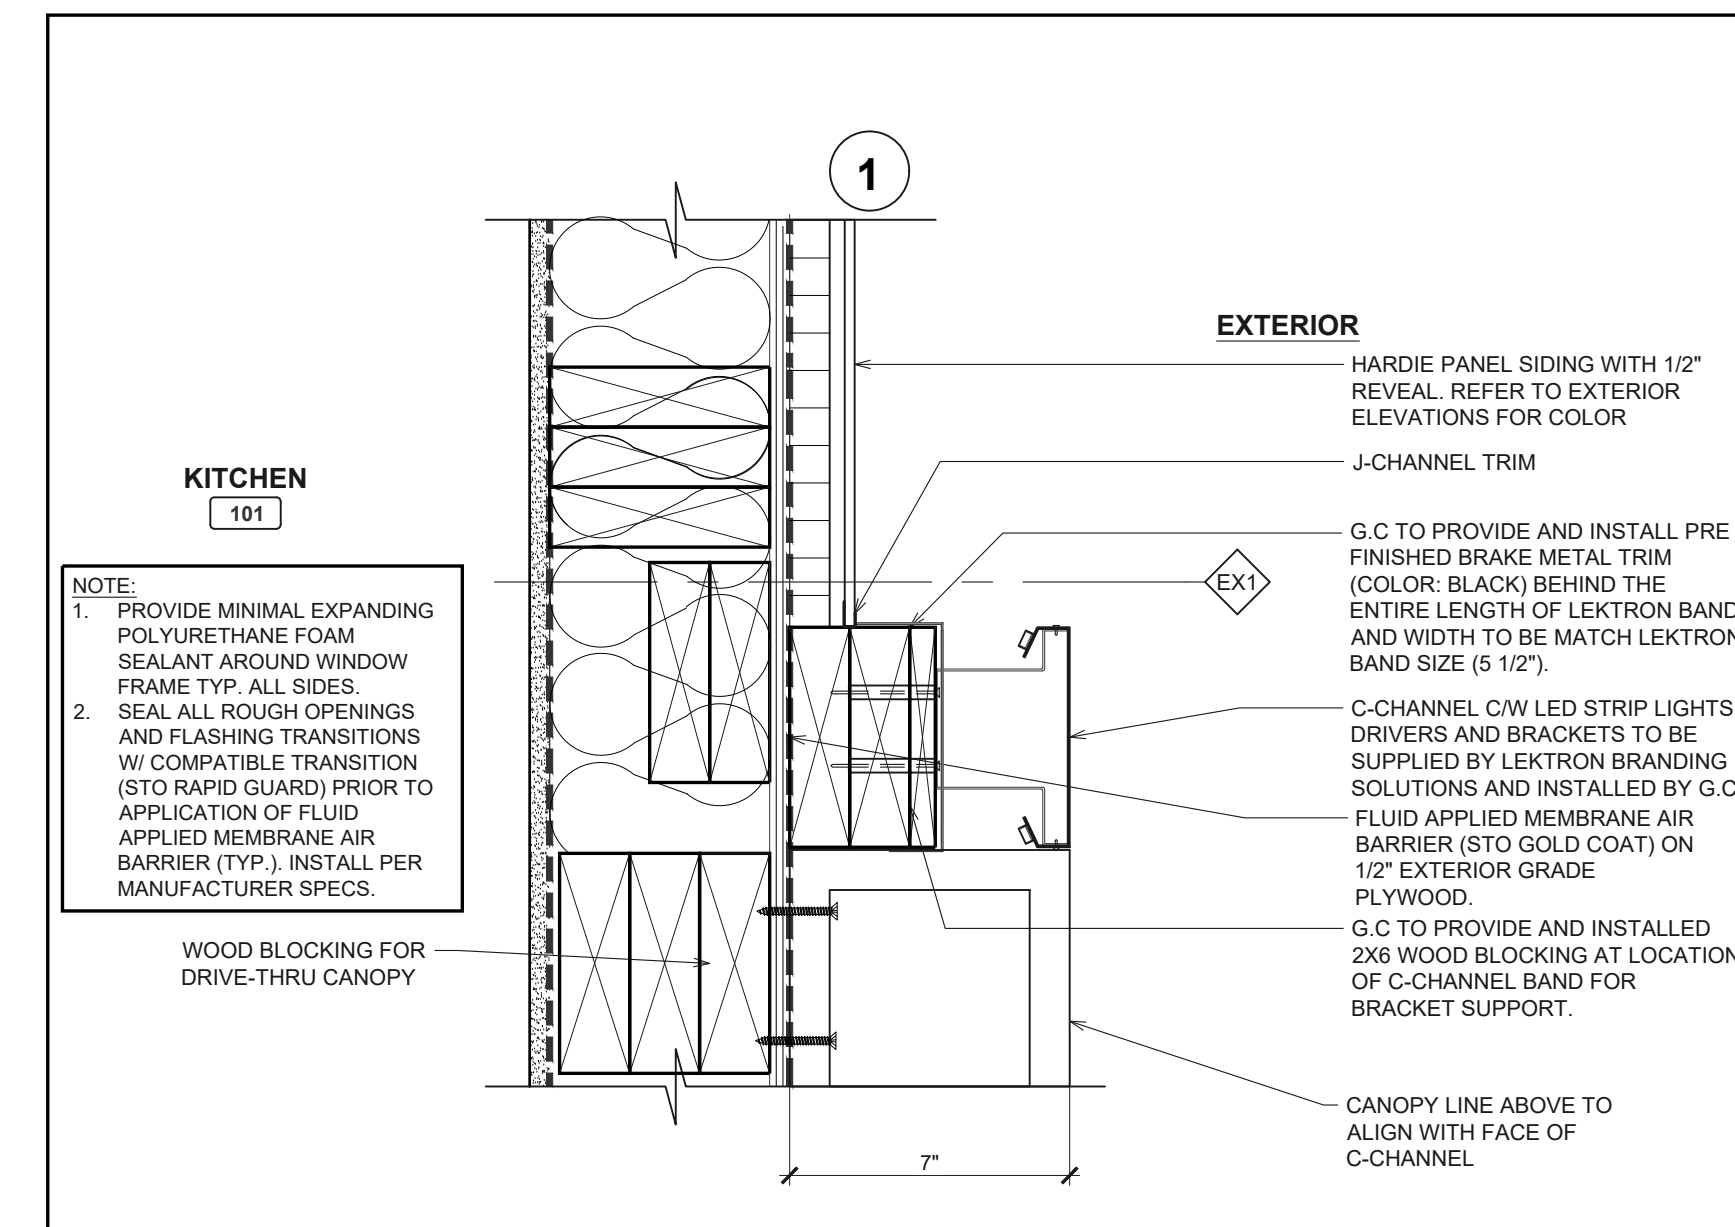 1
EXTERIOR
HARDIE PANEL SIDING WITH 1/2"
REVEAL. REFER TO EXTERIOR
ELEVATIONS FOR COLOR
J-CHANNEL TRIM
G.C TO PROVIDE AND INSTALL PRE
FINISHED BRAKE METAL TRIM
(COLOR: BLACK) BEHIND THE
ENTIRE LENGTH OF LEKTRON BAND
AND WIDTH TO BE MATCH LEKTRON
BAND SIZE (5 1/2").
EX1
C-CHANNEL C/W LED STRIP LIGHTS
DRIVERS AND BRACKETS TO BE
SUPPLIED BY LEKTRON BRANDING
SOLUTIONS AND INSTALLED BY G.C
FLUID APPLIED MEMBRANE AIR
BARRIER (STO GOLD COAT) ON
1/2" EXTERIOR GRADE
PLYWOOD.
G.C TO PROVIDE AND INSTALLED
2X6 WOOD BLOCKING AT LOCATION
OF C-CHANNEL BAND FOR
BRACKET SUPPORT.
CANOPY LINE ABOVE TO
ALIGN WITH FACE OF
C-CHANNEL
KITCHEN
101
NOTE:
1. PROVIDE MINIMAL EXPANDING
POLYURETHANE FOAM
SEALANT AROUND WINDOW
FRAME TYP. ALL SIDES.
2. SEAL ALL ROUGH OPENINGS
AND FLASHING TRANSITIONS
W/ COMPATIBLE TRANSITION
(STO RAPID GUARD) PRIOR TO
APPLICATION OF FLUID
APPLIED MEMBRANE AIR
BARRIER (TYP.). INSTALL PER
MANUFACTURER SPECS.
WOOD BLOCKING FOR
DRIVE-THRU CANOPY
7"